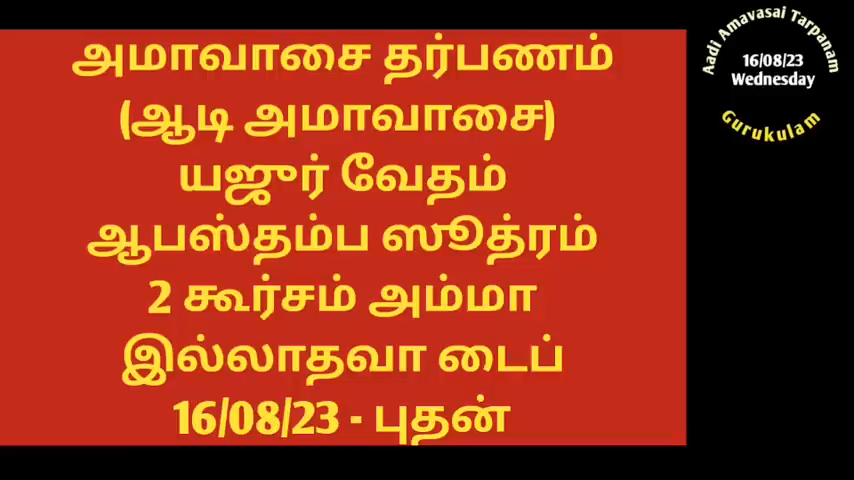 அமாவாசை தர்பணம்
(ஆடி அமாவாசை)
யஜுர் வேதம்
ஆபஸ்தம்ப ஸூத்ரம்
2 கூர்சம் அம்மா
இல்லாதவா டைப்
16/08/23 - புதன்
Aadi Amavasai Tarpanam
16/08/23
Wednesday
Gurukulam